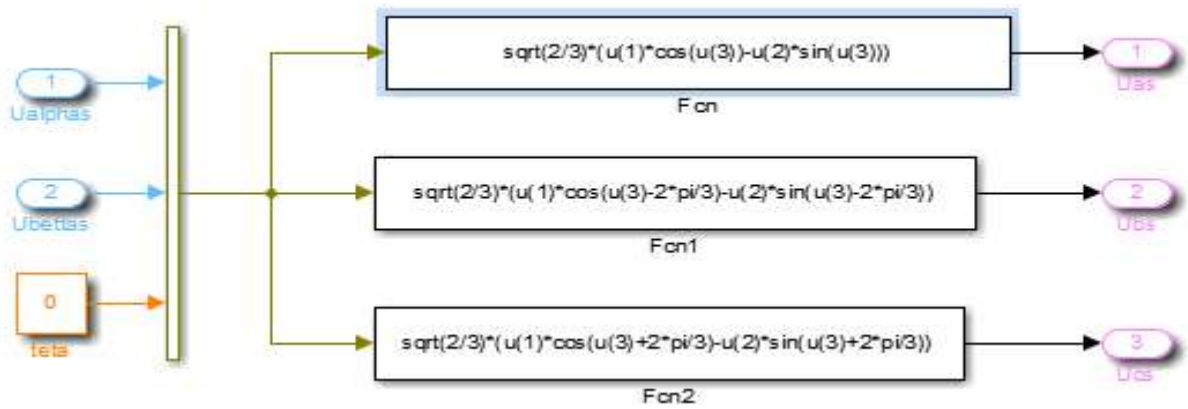 sqrt(2/3)*(u(1)*cos(u(3))-u(2)*sin(u(3)))
Fcn
1
Ualphas
1
Uas
2
Ubettas
sqrt(2/3)*(u(1)*cos(u(3)-2*pi/3)-u(2)*sin(u(3)-2*pi/3))
Fcn1
2
Ubs
0
teta
sqrt(2/3)*(u(1)*cos(u(3)+2*pi/3)-u(2)*sin(u(3)+2*pi/3))
Fcn2
3
Ucs